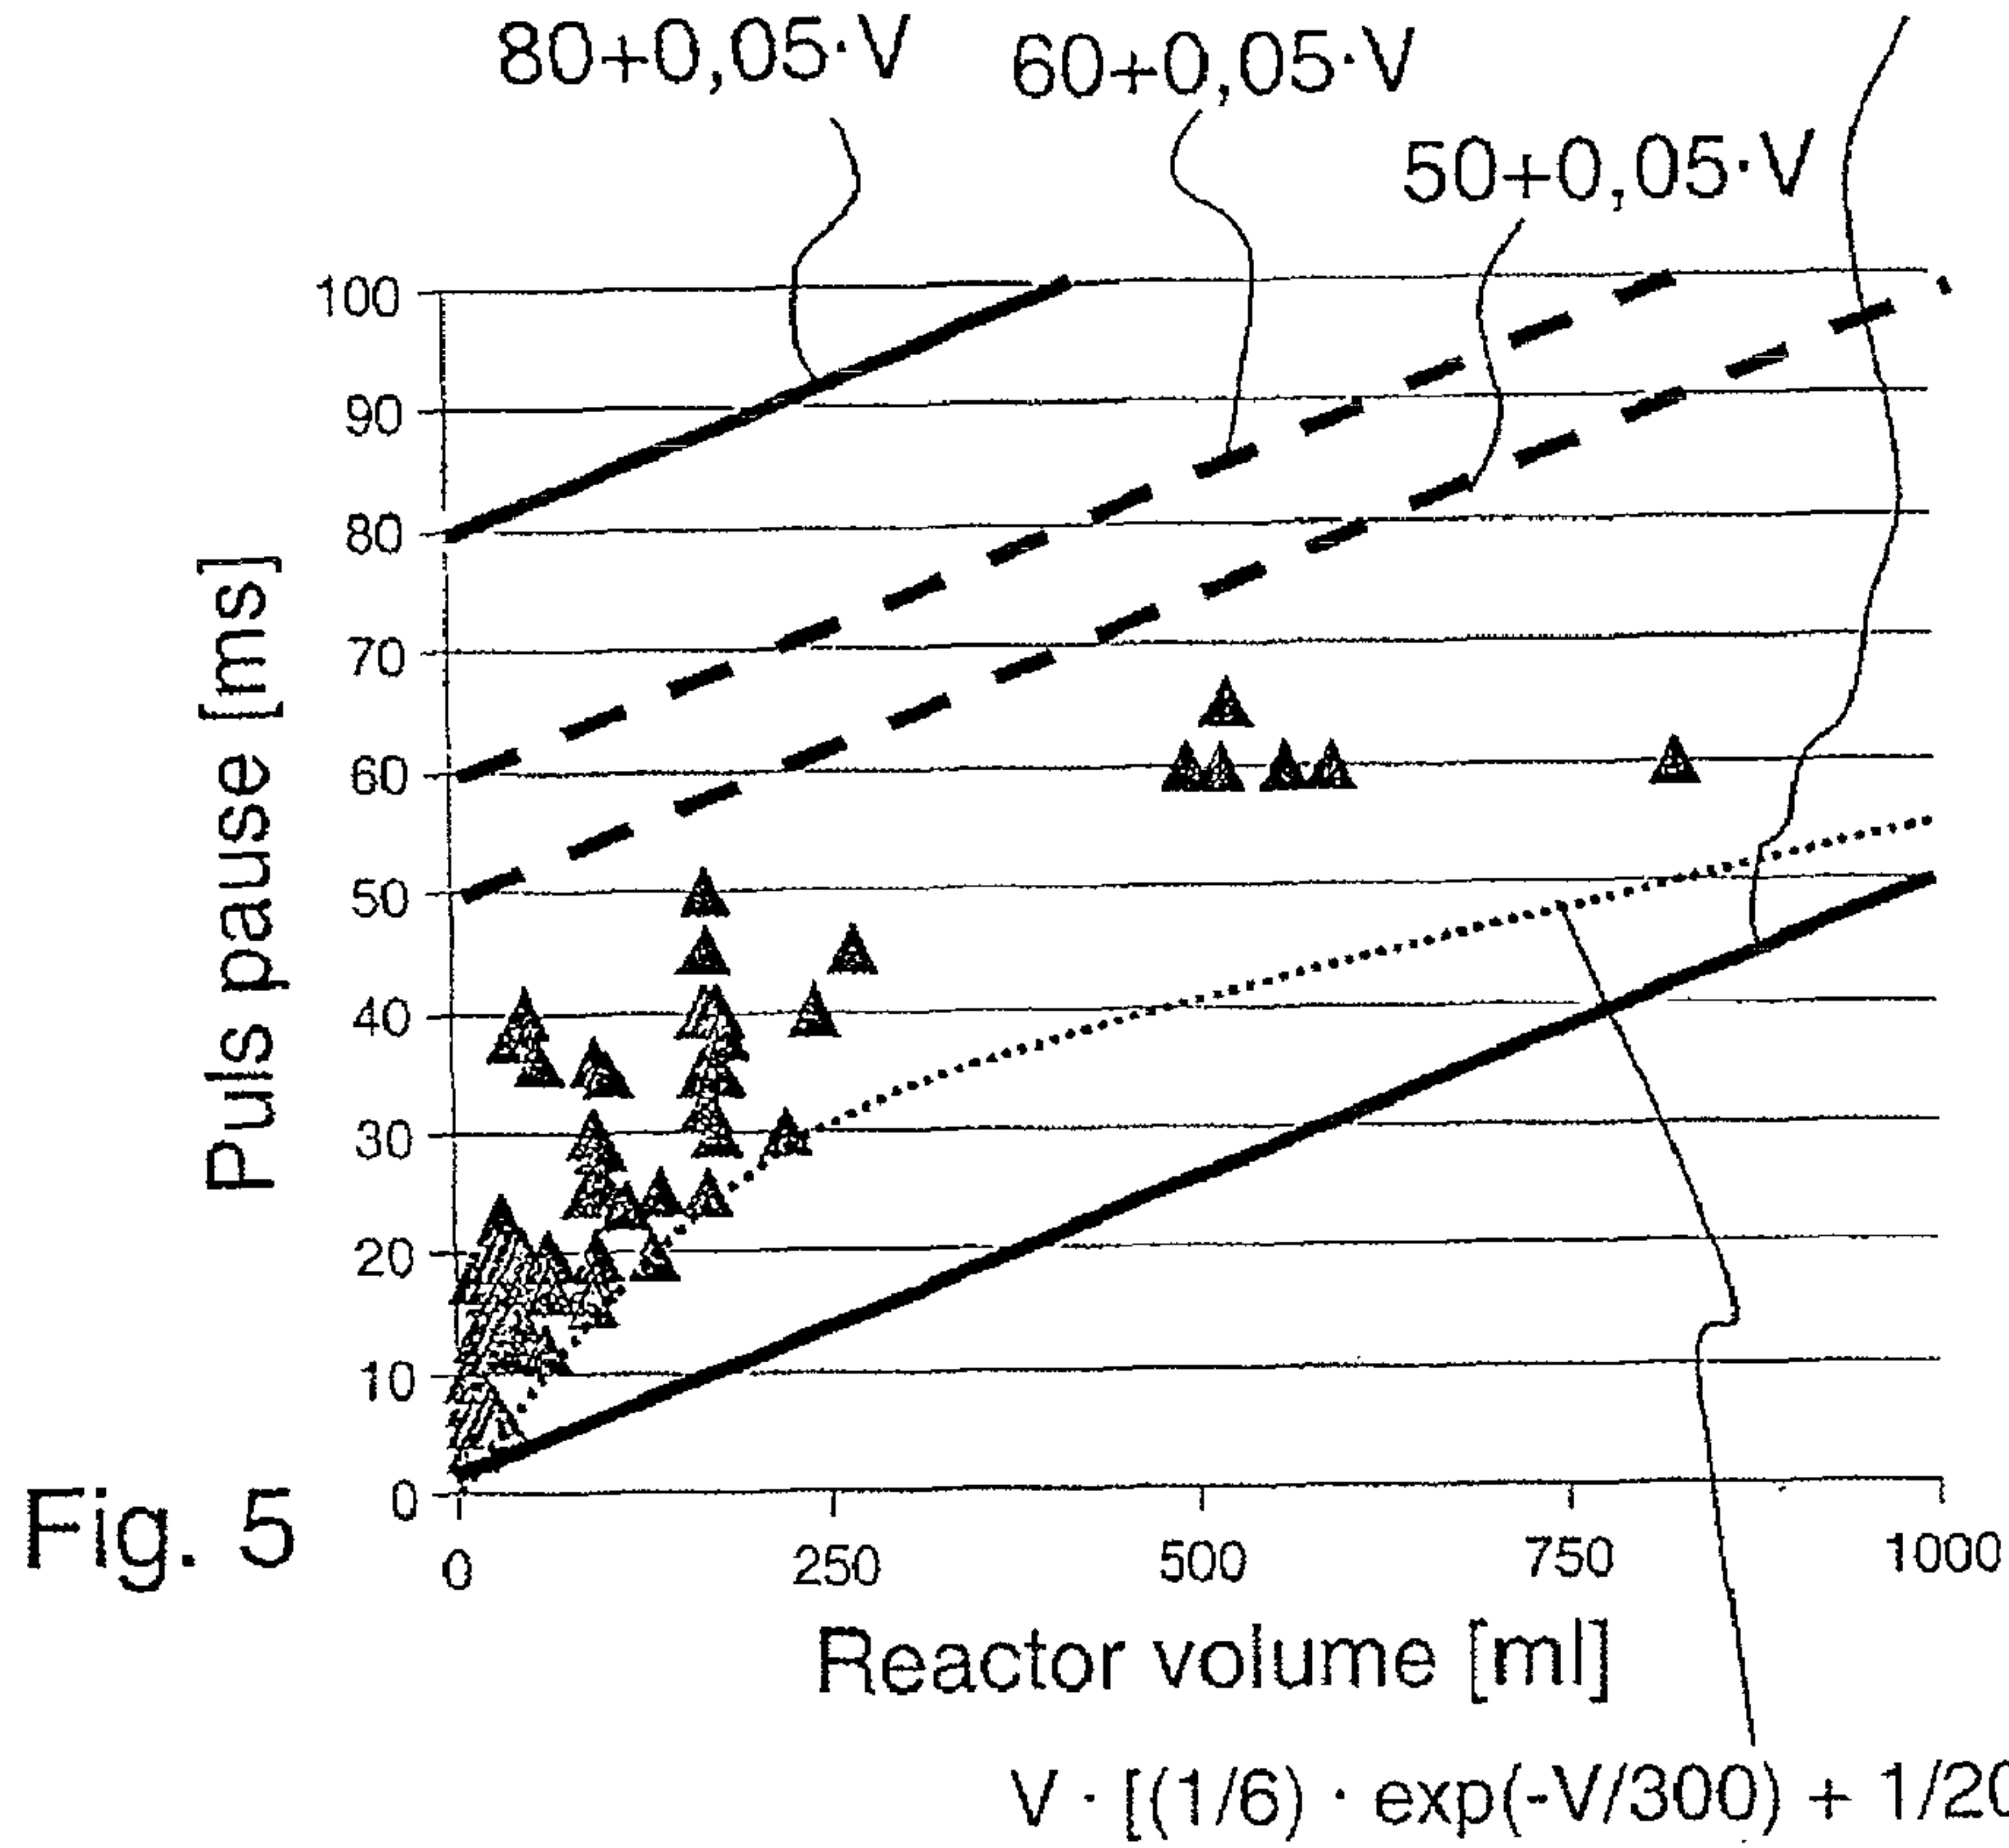 80+0,05·V
60+0,05·V
50+0,05·V
Puls pause [ms]
100
90
80
70
60
50
40
30
20
10
0
0
250
500
750
1000
Reactor volume [ml]
Fig. 5
V · [(1/6) · exp(-V/300) + 1/20